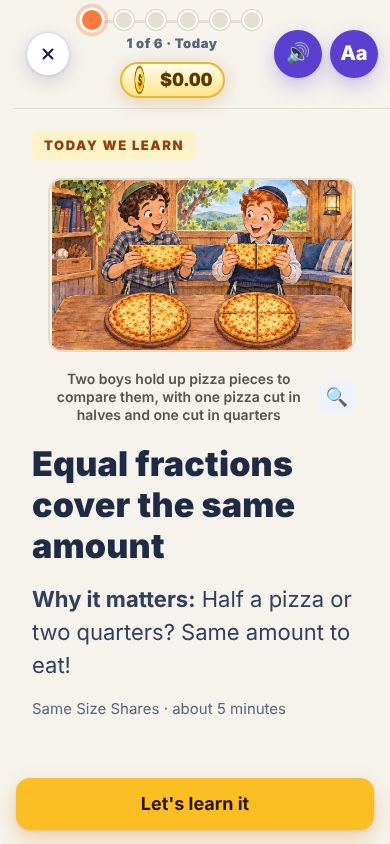 1 of 6 · Today
$0.00
Aa
TODAY WE LEARN
Two boys hold up pizza pieces to
compare them, with one pizza cut in
halves and one cut in quarters
Equal fractions
cover the same
amount
Why it matters: Half a pizza or
two quarters? Same amount to
eat!
Same Size Shares · about 5 minutes
Let's learn it